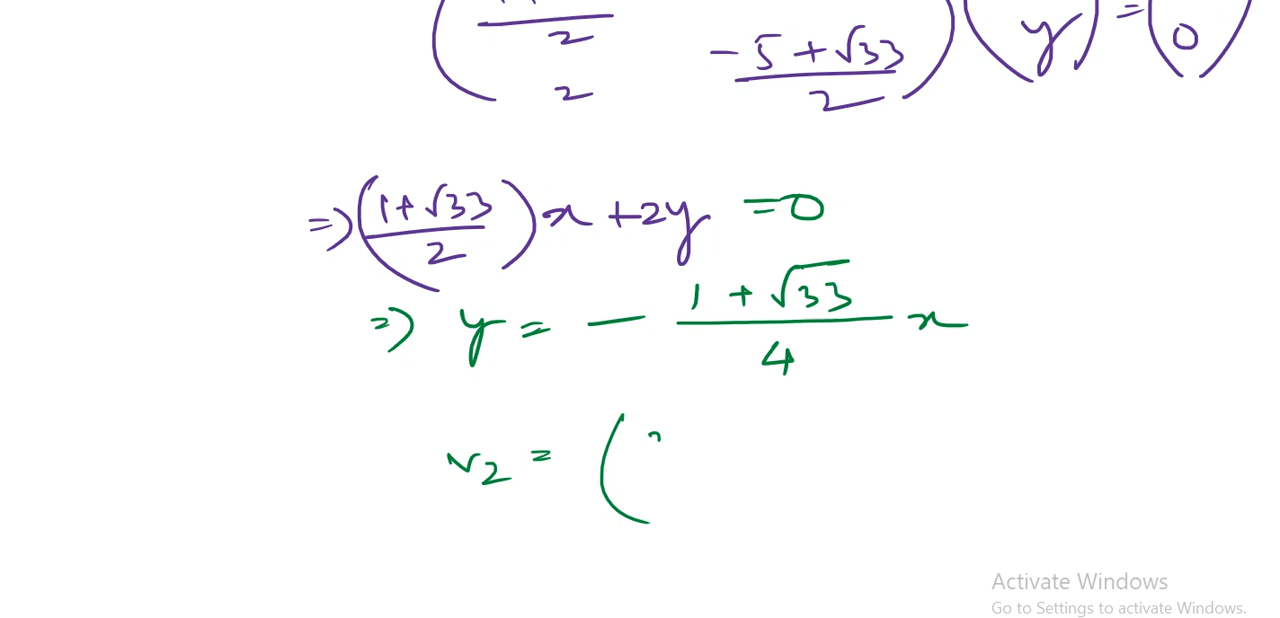 2 -5+√33 y = 0
2 2
⇒ (1+√33 / 2) x + 2y = 0
⇒ y = - 1 + √33 / 4 x
v2 = (
Activate Windows
Go to Settings to activate Windows.